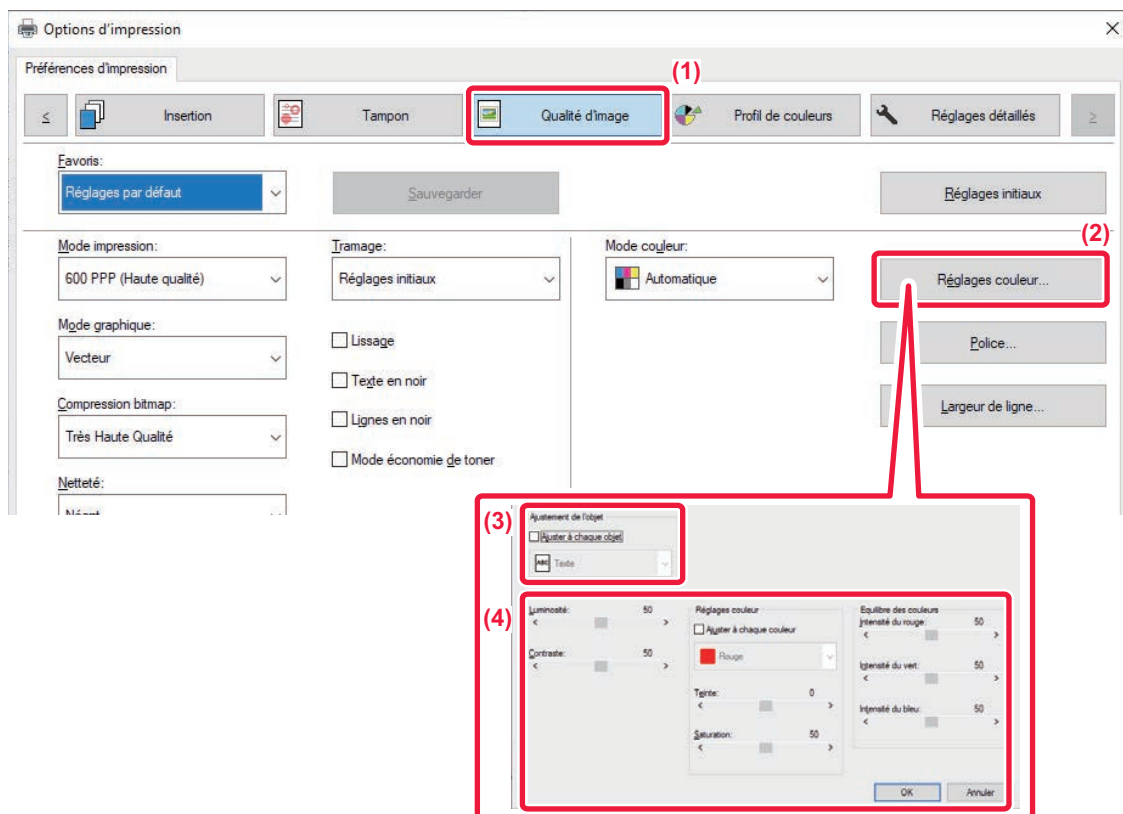 Options d'impression
Préférences d'impression
(1)
<
Insertion
Tampon
Qualité d'image
Profil de couleurs
Réglages détaillés
>
Favoris:
Réglages par défaut
Sauvegarder
Réglages initiaux
(2)
Mode impression:
600 PPP (Haute qualité)
Tramage:
Réglages initiaux
Mode couleur:
Automatique
Réglages couleur...
Mode graphique:
Vecteur
Lissage
Police...
Texte en noir
Compression bitmap:
Très Haute Qualité
Lignes en noir
Largeur de ligne...
Mode économie de toner
Netteté:
Néant
(3)
Ajustement de l'objet
Ajuster à chaque objet
ABC Texte
(4)
Luminosité: 50
Contraste: 50
Réglages couleur
Ajuster à chaque couleur
Rouge
Teinte: 0
Saturation: 50
Equilibre des couleurs
Intensité du rouge: 50
Intensité du vert: 50
Intensité du bleu: 50
OK
Annuler